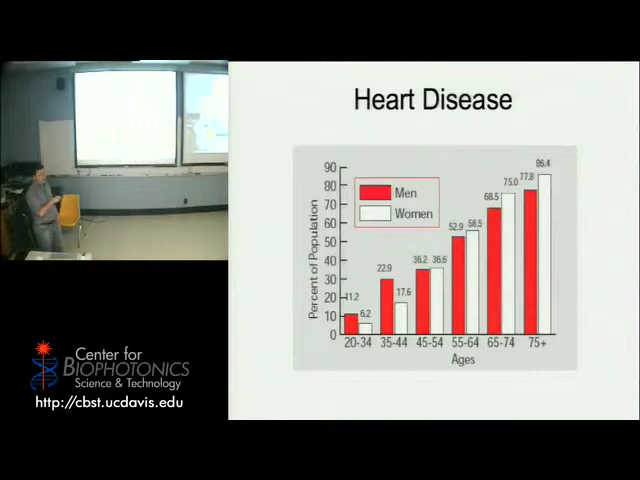 Heart Disease
90
80
70
60
50
40
30
20
10
0
Percent of Population
Men
Women
11.2
6.2
22.9
17.6
36.2
36.6
52.9
56.5
68.5
75.0
77.8
86.4
20-34 35-44 45-54 55-64 65-74 75+
Ages
Center for
BIOPHOTONICS
Science & Technology
http://cbst.ucdavis.edu